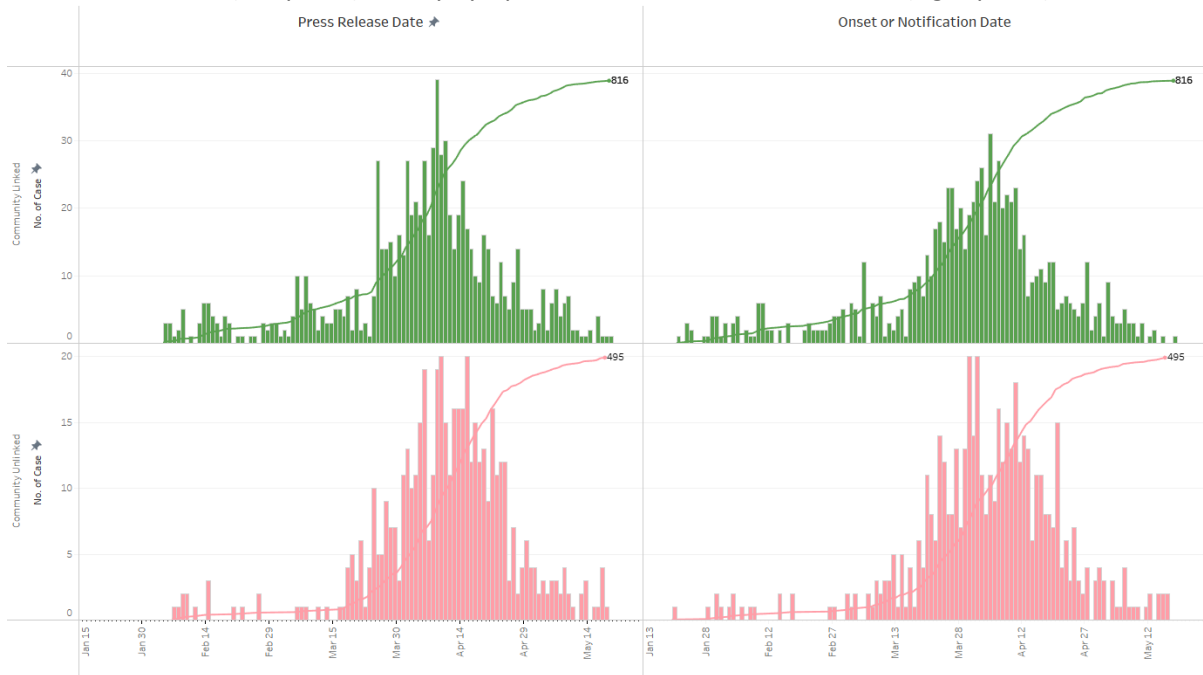 Press Release Date
Onset or Notification Date
Community Linked
No. of Case
40
30
20
10
0
816
816
Community Unlinked
No. of Case
20
15
10
5
0
495
495
Jan 15
Jan 30
Feb 14
Feb 29
Mar 15
Mar 30
Apr 14
Apr 29
May 14
Jan 13
Jan 28
Feb 12
Feb 27
Mar 13
Mar 28
Apr 12
Apr 27
May 12